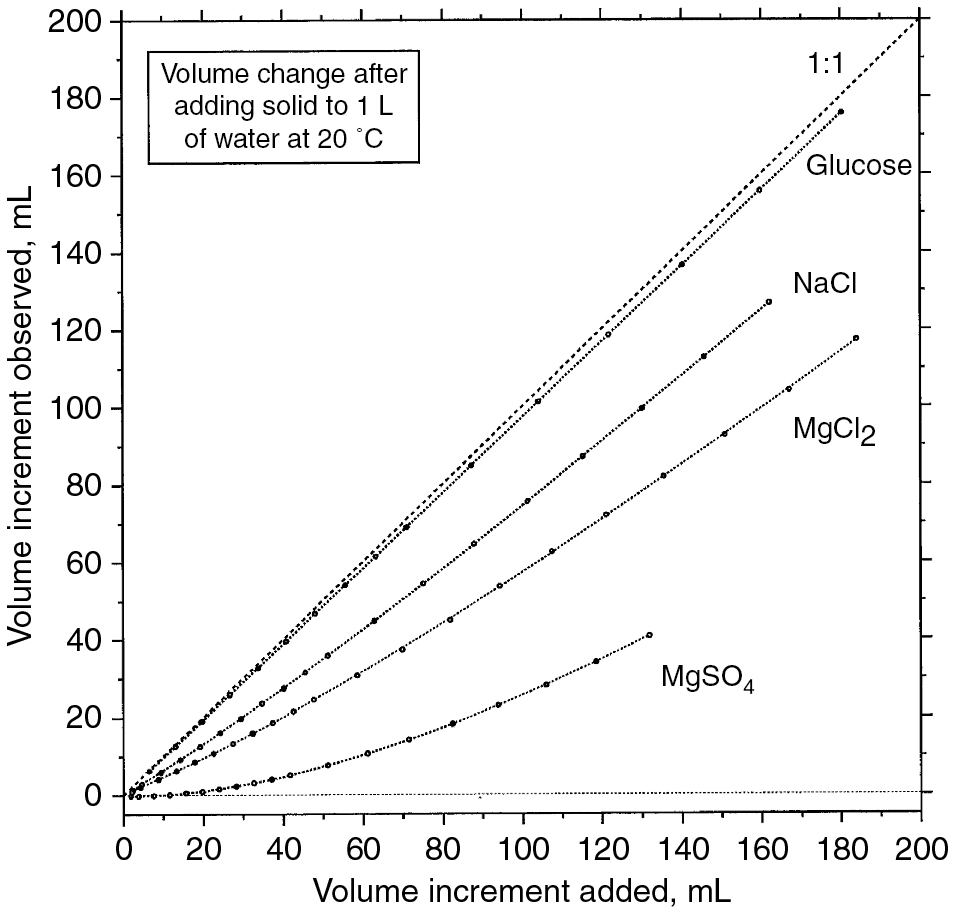 Volume change after
adding solid to 1 L
of water at 20 °C
1:1
Glucose
NaCl
MgCl2
MgSO4
Volume increment observed, mL
200
180
160
140
120
100
80
60
40
20
0
0 20 40 60 80 100 120 140 160 180 200
Volume increment added, mL